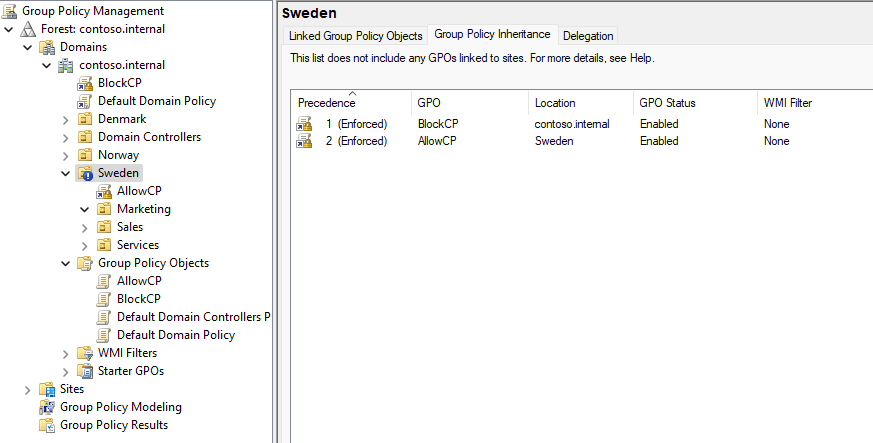 Group Policy Management
Forest: contoso.internal
Domains
contoso.internal
BlockCP
Default Domain Policy
Denmark
Domain Controllers
Norway
Sweden
AllowCP
Marketing
Sales
Services
Group Policy Objects
AllowCP
BlockCP
Default Domain Controllers P
Default Domain Policy
WMI Filters
Starter GPOs
Sites
Group Policy Modeling
Group Policy Results
Sweden
Linked Group Policy Objects Group Policy Inheritance Delegation
This list does not include any GPOs linked to sites. For more details, see Help.
Precedence GPO Location GPO Status WMI Filter
1 (Enforced) BlockCP contoso.internal Enabled None
2 (Enforced) AllowCP Sweden Enabled None